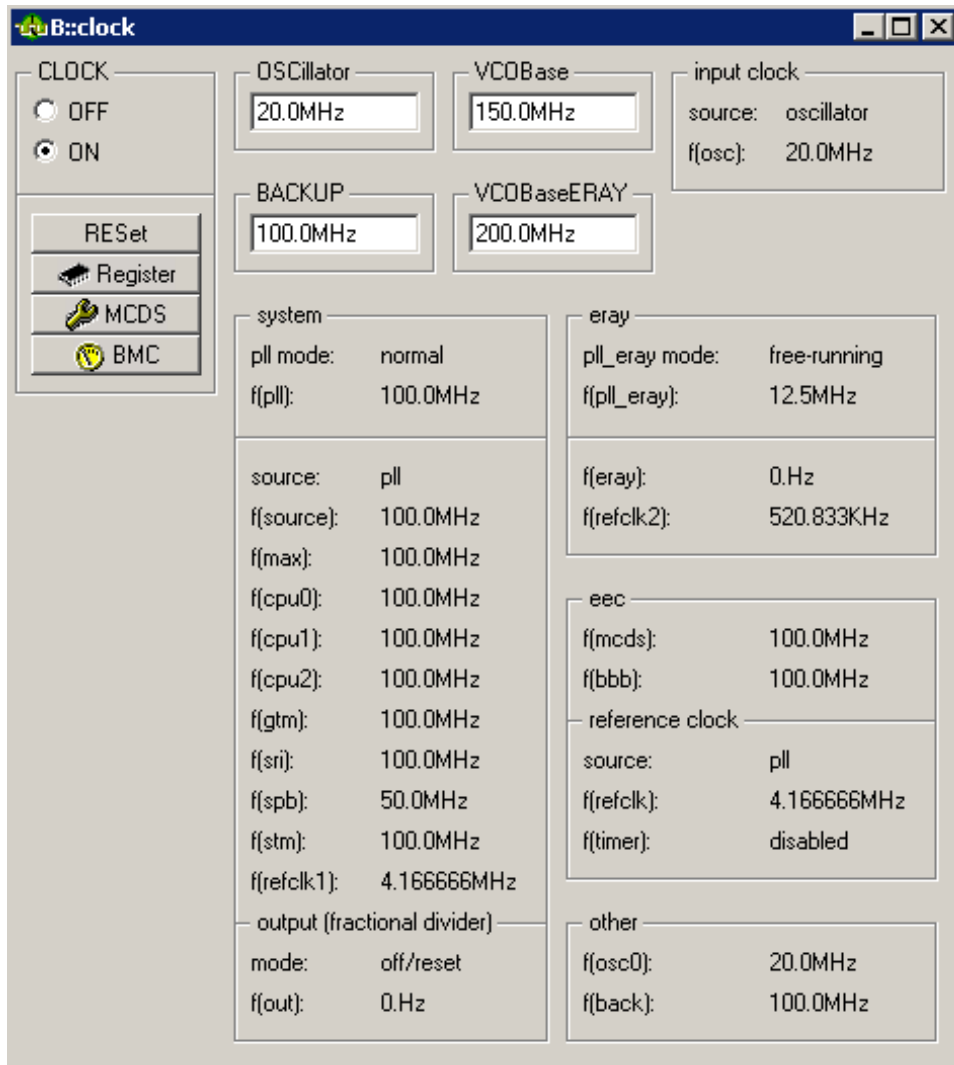 B::clock
CLOCK
OFF
ON
RESet
Register
MCDS
BMC
OSCillator
20.0MHz
VCOBase
150.0MHz
input clock
source: oscillator
f(osc): 20.0MHz
BACKUP
100.0MHz
VCOBaseERAY
200.0MHz
system
pll mode: normal
f(pll): 100.0MHz
source: pll
f(source): 100.0MHz
f(max): 100.0MHz
f(cpu0): 100.0MHz
f(cpu1): 100.0MHz
f(cpu2): 100.0MHz
f(gtm): 100.0MHz
f(sri): 100.0MHz
f(spb): 50.0MHz
f(stm): 100.0MHz
f(refclk1): 4.166666MHz
output (fractional divider)
mode: off/reset
f(out): 0.Hz
eray
pll_eray mode: free-running
f(pll_eray): 12.5MHz
f(eray): 0.Hz
f(refclk2): 520.833KHz
eec
f(mcds): 100.0MHz
f(bbb): 100.0MHz
reference clock
source: pll
f(refclk): 4.166666MHz
f(timer): disabled
other
f(osc0): 20.0MHz
f(back): 100.0MHz